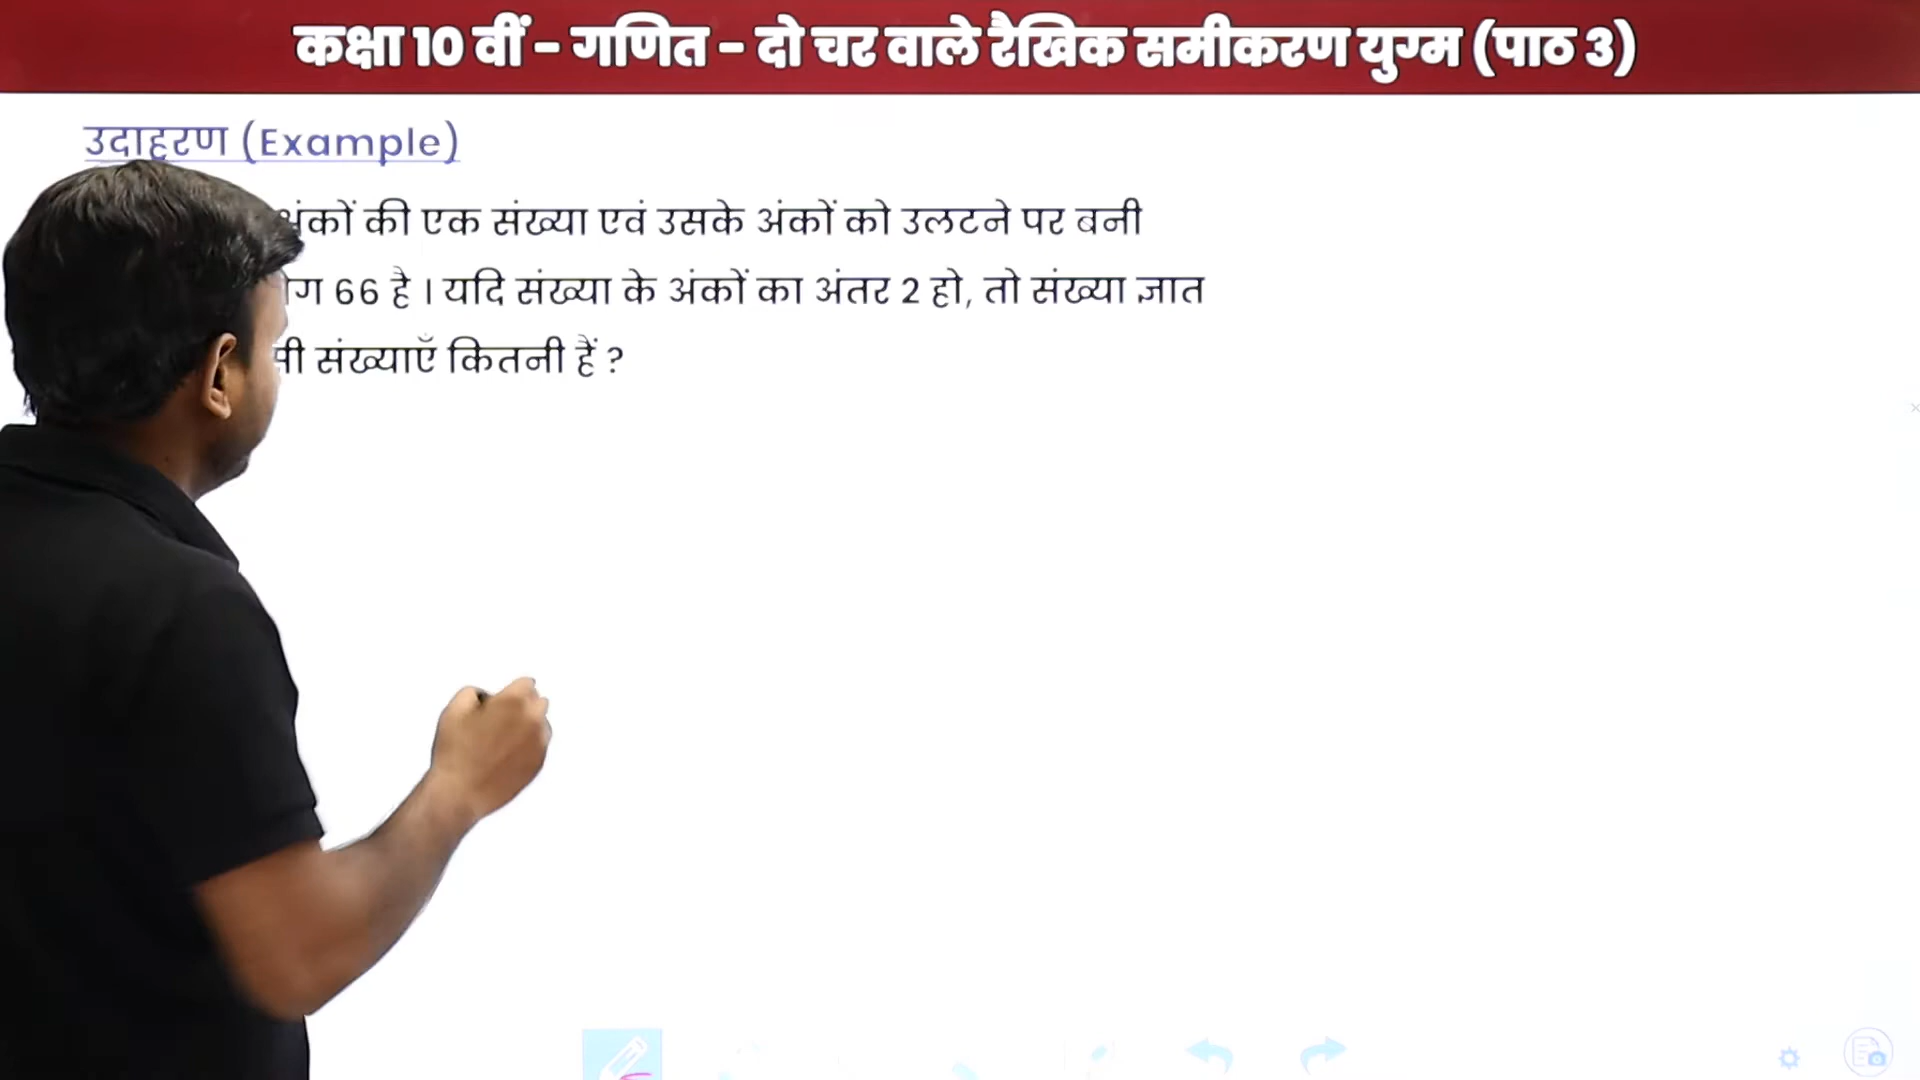 कक्षा 10 वीं - गणित - दो चर वाले रैखिक समीकरण युग्म (पाठ 3)
उदाहरण (Example)
की एक संख्या एवं उसके अंकों को उलटने पर बनी
66 है । यदि संख्या के अंकों का अंतर 2 हो, तो संख्या ज्ञात
संख्याएँ कितनी हैं ?